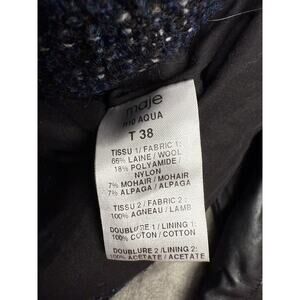 maje
H10 AQUA
T 38
TISSU 1/ FABRIC 1:
66% LAINE / WOOL
18% POLYAMIDE /
NYLON
7% MOHAIR / MOHAIR
7% ALPAGA / ALPAGA
TISSU 2 / FABRIC 2:
100% AGNEAU / LAMB
DOUBLURE 1 / LINING 1:
100% COTON / COTTON
DOUBLURE 2 / LINING 2:
100% ACETATE / ACETATE